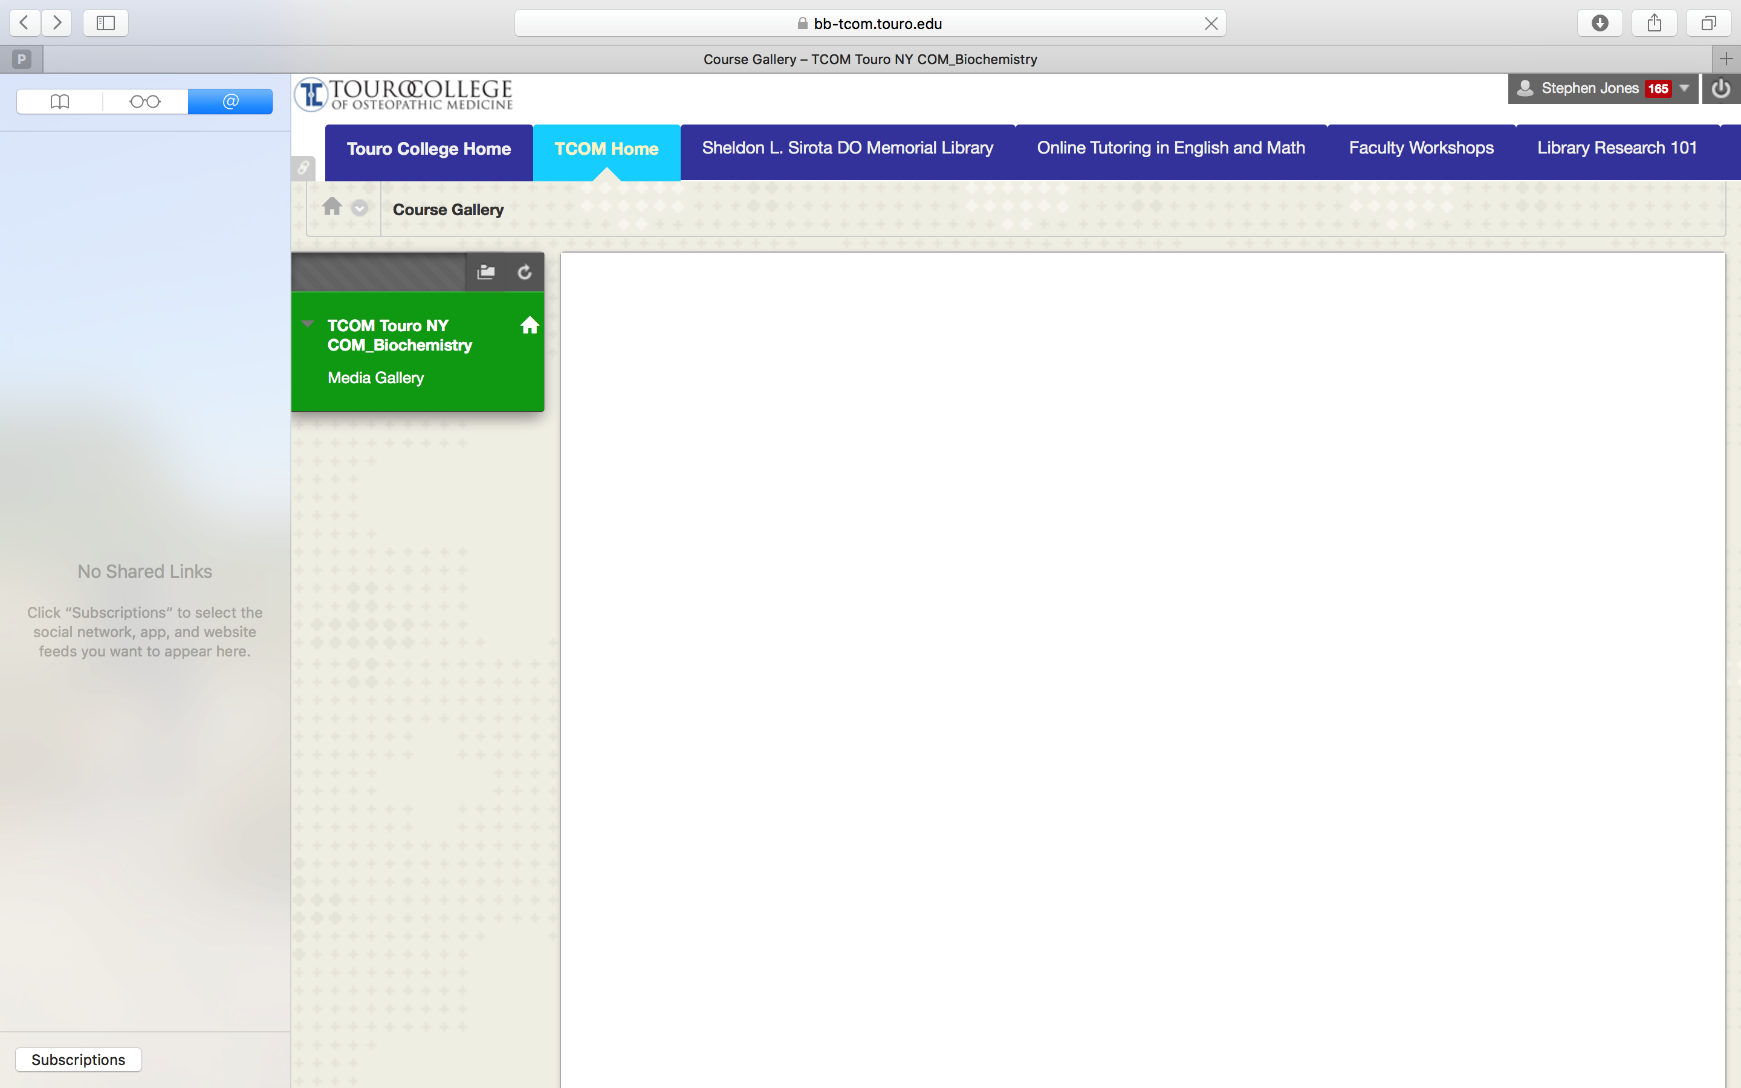 bb-tcom.touro.edu
P
Course Gallery – TCOM Touro NY COM_Biochemistry
@
TC TOURO COLLEGE
OF OSTEOPATHIC MEDICINE
Stephen Jones 165
Touro College Home TCOM Home Sheldon L. Sirota DO Memorial Library Online Tutoring in English and Math Faculty Workshops Library Research 101
Course Gallery
TCOM Touro NY
COM_Biochemistry
Media Gallery
No Shared Links
Click “Subscriptions” to select the
social network, app, and website
feeds you want to appear here.
Subscriptions